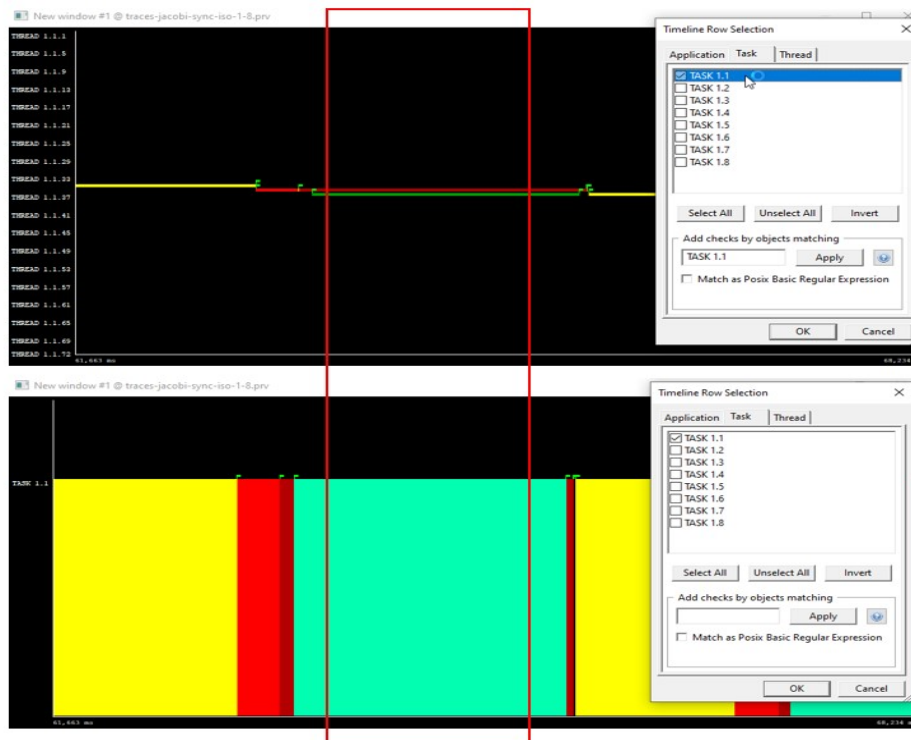 New window #1 @ traces-jacobi-sync-iso-1-8.prv
THREAD 1.1.1
THREAD 1.1.5
THREAD 1.1.9
THREAD 1.1.13
THREAD 1.1.17
THREAD 1.1.21
THREAD 1.1.25
THREAD 1.1.29
THREAD 1.1.33
THREAD 1.1.37
THREAD 1.1.41
THREAD 1.1.45
THREAD 1.1.49
THREAD 1.1.53
THREAD 1.1.57
THREAD 1.1.61
THREAD 1.1.65
THREAD 1.1.69
THREAD 1.1.72
61,663 ms
68,234
Timeline Row Selection
Application Task Thread
TASK 1.1
TASK 1.2
TASK 1.3
TASK 1.4
TASK 1.5
TASK 1.6
TASK 1.7
TASK 1.8
Select All Unselect All Invert
Add checks by objects matching
TASK 1.1 Apply
Match as Posix Basic Regular Expression
OK Cancel
New window #1 @ traces-jacobi-sync-iso-1-8.prv
TASK 1.1
61,663 ms
68,234
Timeline Row Selection
Application Task Thread
TASK 1.1
TASK 1.2
TASK 1.3
TASK 1.4
TASK 1.5
TASK 1.6
TASK 1.7
TASK 1.8
Select All Unselect All Invert
Add checks by objects matching
Apply
Match as Posix Basic Regular Expression
OK Cancel